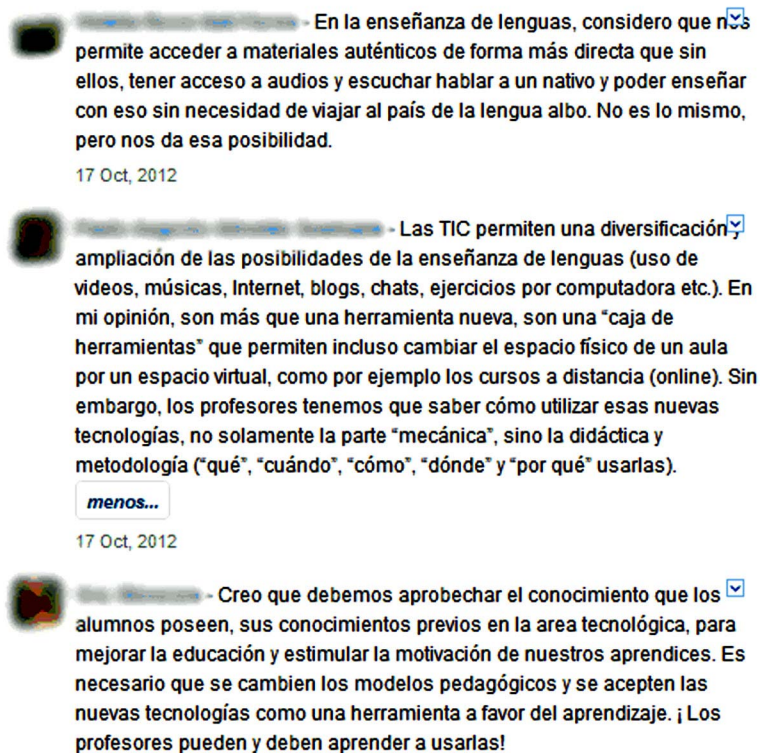 - En la enseñanza de lenguas, considero que nos
permite acceder a materiales auténticos de forma más directa que sin
ellos, tener acceso a audios y escuchar hablar a un nativo y poder enseñar
con eso sin necesidad de viajar al país de la lengua albo. No es lo mismo,
pero nos da esa posibilidad.
17 Oct, 2012
- Las TIC permiten una diversificación y
ampliación de las posibilidades de la enseñanza de lenguas (uso de
videos, músicas, Internet, blogs, chats, ejercicios por computadora etc.). En
mi opinión, son más que una herramienta nueva, son una “caja de
herramientas” que permiten incluso cambiar el espacio físico de un aula
por un espacio virtual, como por ejemplo los cursos a distancia (online). Sin
embargo, los profesores tenemos que saber cómo utilizar esas nuevas
tecnologías, no solamente la parte “mecánica”, sino la didáctica y
metodología (“qué”, “cuándo”, “cómo”, “dónde” y “por qué” usarlas).
menos...
17 Oct, 2012
- Creo que debemos aprobechar el conocimiento que los
alumnos poseen, sus conocimientos previos en la area tecnológica, para
mejorar la educación y estimular la motivación de nuestros aprendices. Es
necesario que se cambien los modelos pedagógicos y se acepten las
nuevas tecnologías como una herramienta a favor del aprendizaje. ¡ Los
profesores pueden y deben aprender a usarlas!